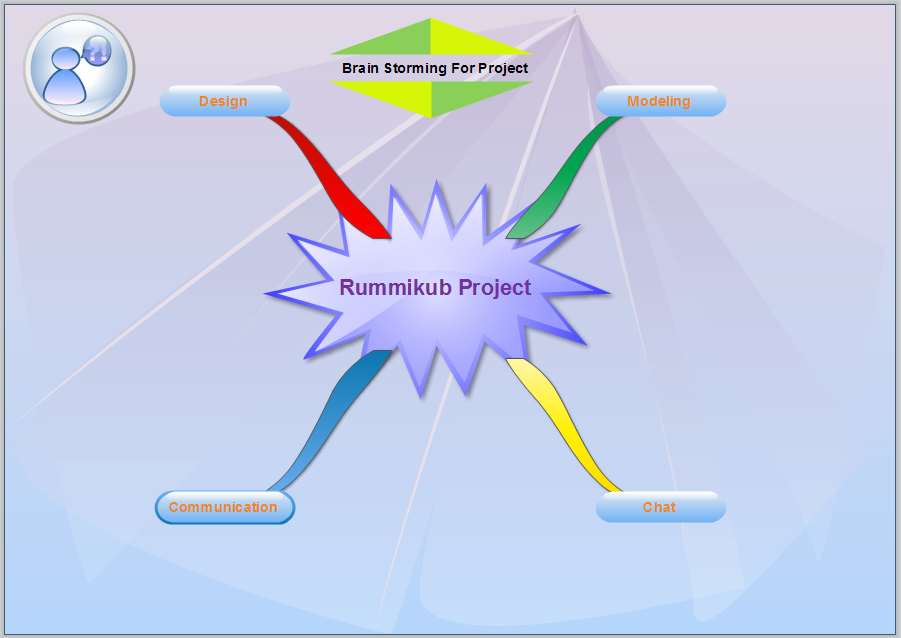 ?!
Brain Storming For Project
Design
Modeling
Rummikub Project
Communication
Chat